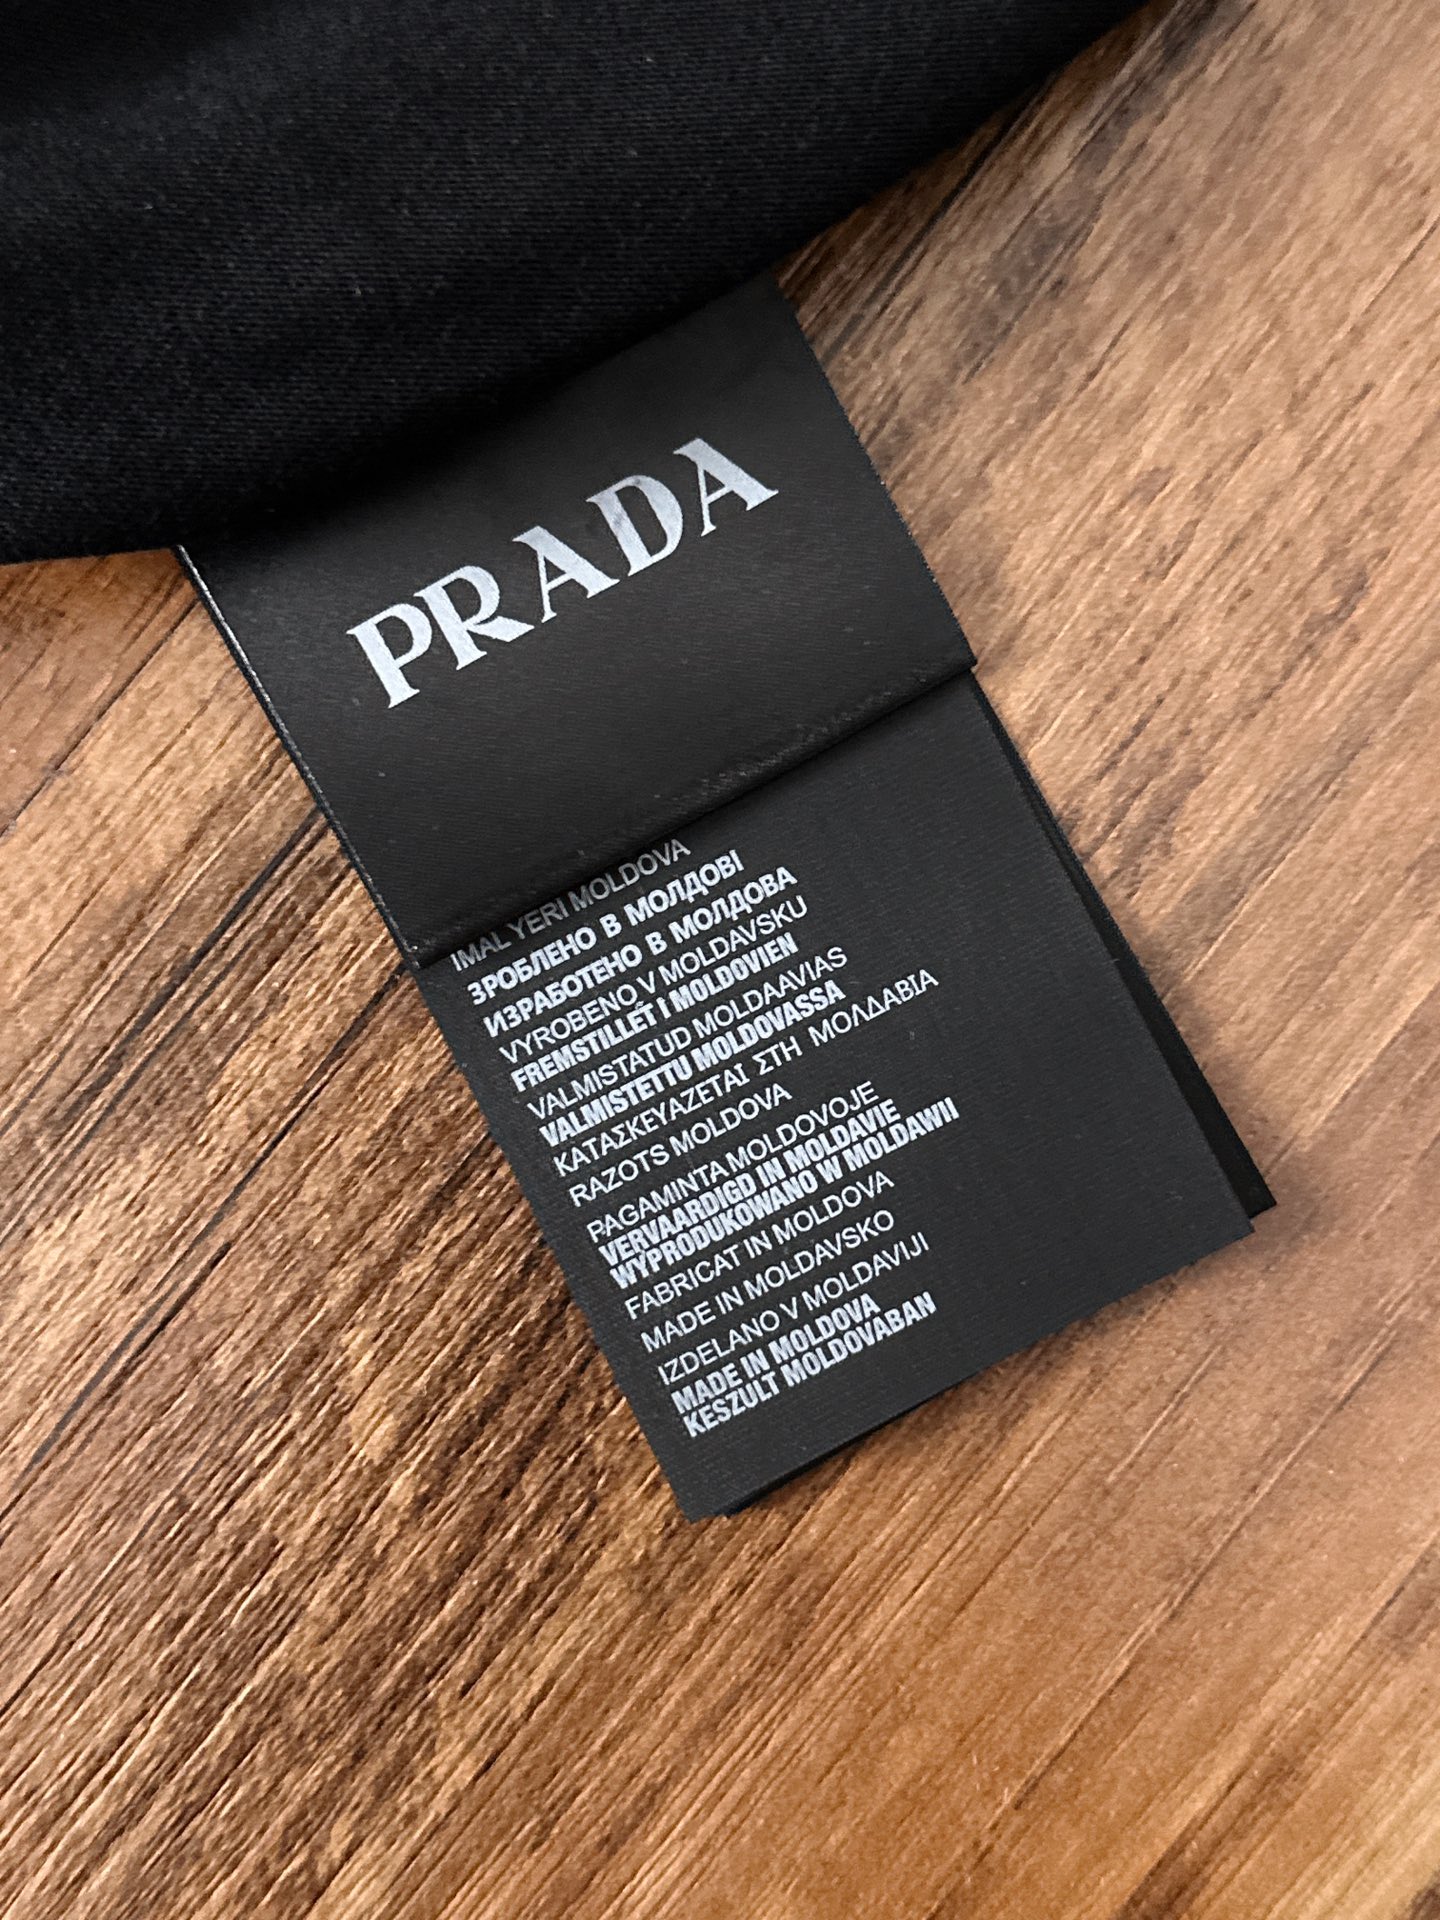 PRADA
IMAL YERI MOLDOVA
ЗРОБЛЕНО В МОЛДОВІ
ИЗРАБОТЕНО В МОЛДОВА
VYROBENO V MOLDAVSKU
FREMSTILLET I MOLDOVIEN
VALMISTATUD MOLDAAVIAS
VALMISTETTU MOLDOVASSA
ΚΑΤΑΣΚΕΥΑΖΕΤΑΙ ΣΤΗ ΜΟΛΔΑΒΙΑ
RAZOTS MOLDOVA
PAGAMINTA MOLDOVOJE
VERVAARDIGD IN MOLDAVIE
WYPRODUKOWANO W MOLDAWII
FABRICAT IN MOLDOVA
MADE IN MOLDAVSKO
IZDELANO V MOLDAVIJI
MADE IN MOLDOVA
KESZULT MOLDOVABAN